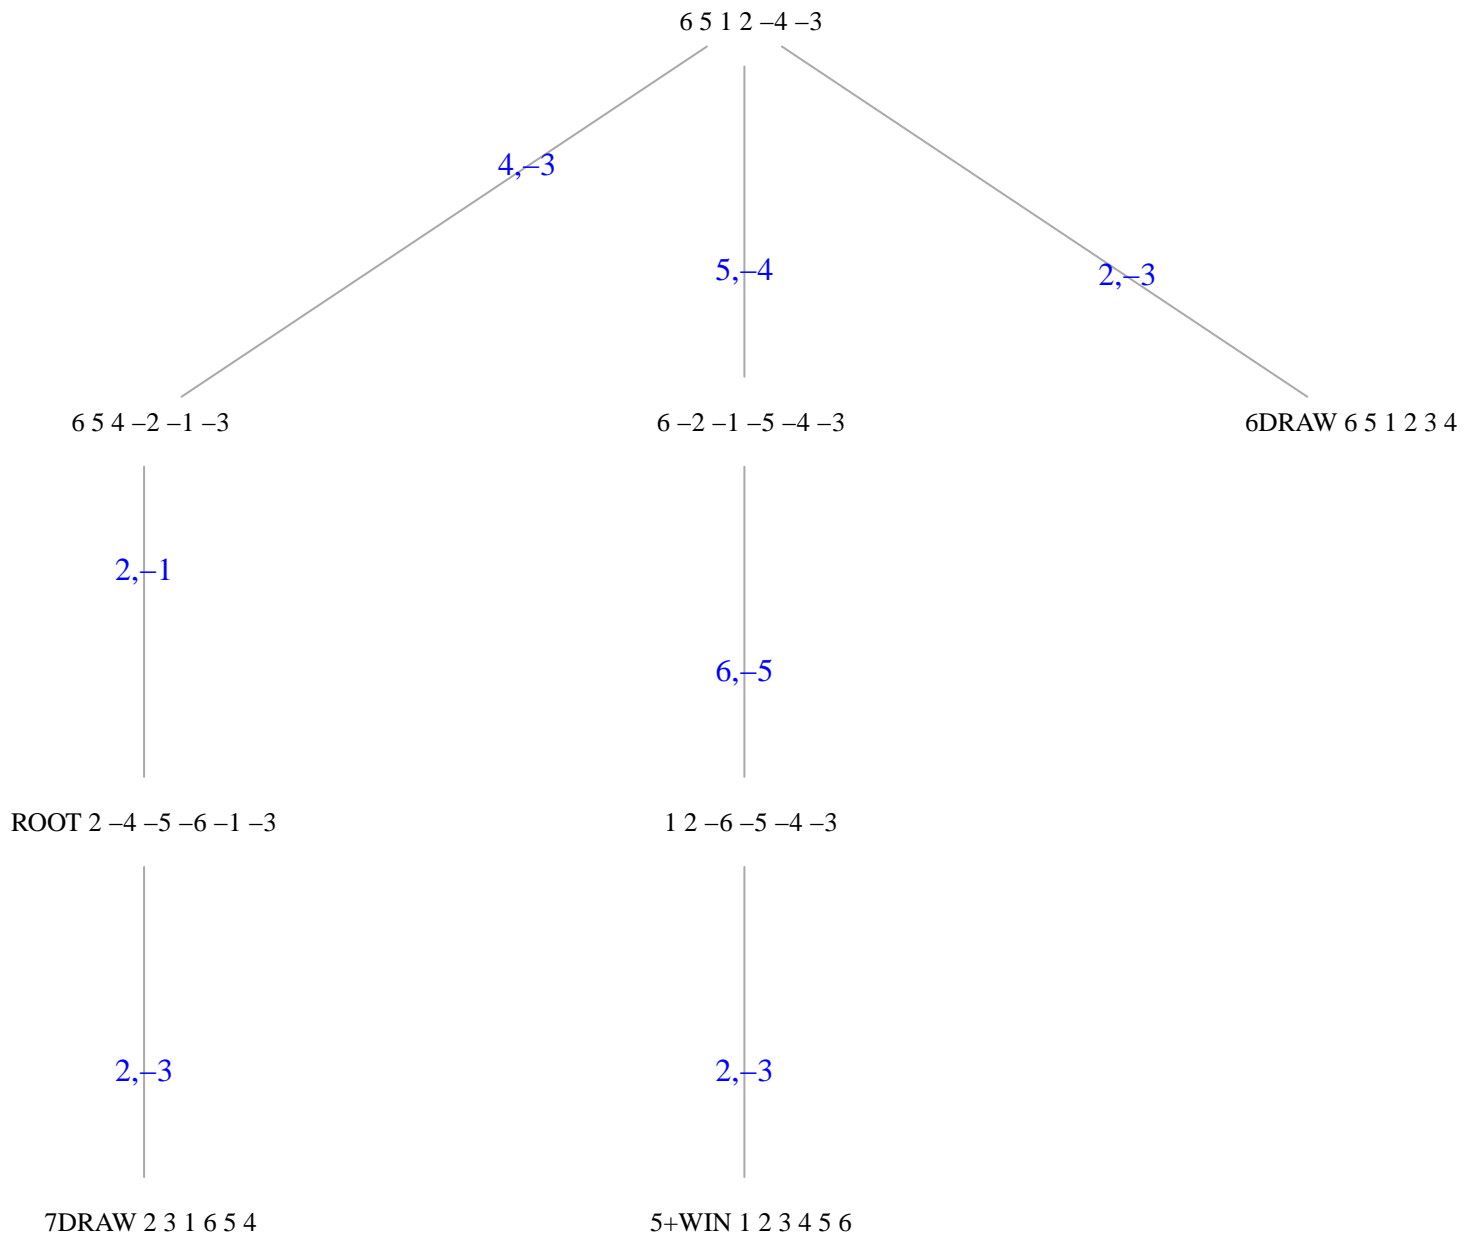 6 5 1 2 –4 –3
4,–3
5,–4
2,–3
6 5 4 –2 –1 –3
6 –2 –1 –5 –4 –3
6DRAW 6 5 1 2 3 4
2,–1
6,–5
ROOT 2 –4 –5 –6 –1 –3
1 2 –6 –5 –4 –3
2,–3
2,–3
7DRAW 2 3 1 6 5 4
5+WIN 1 2 3 4 5 6